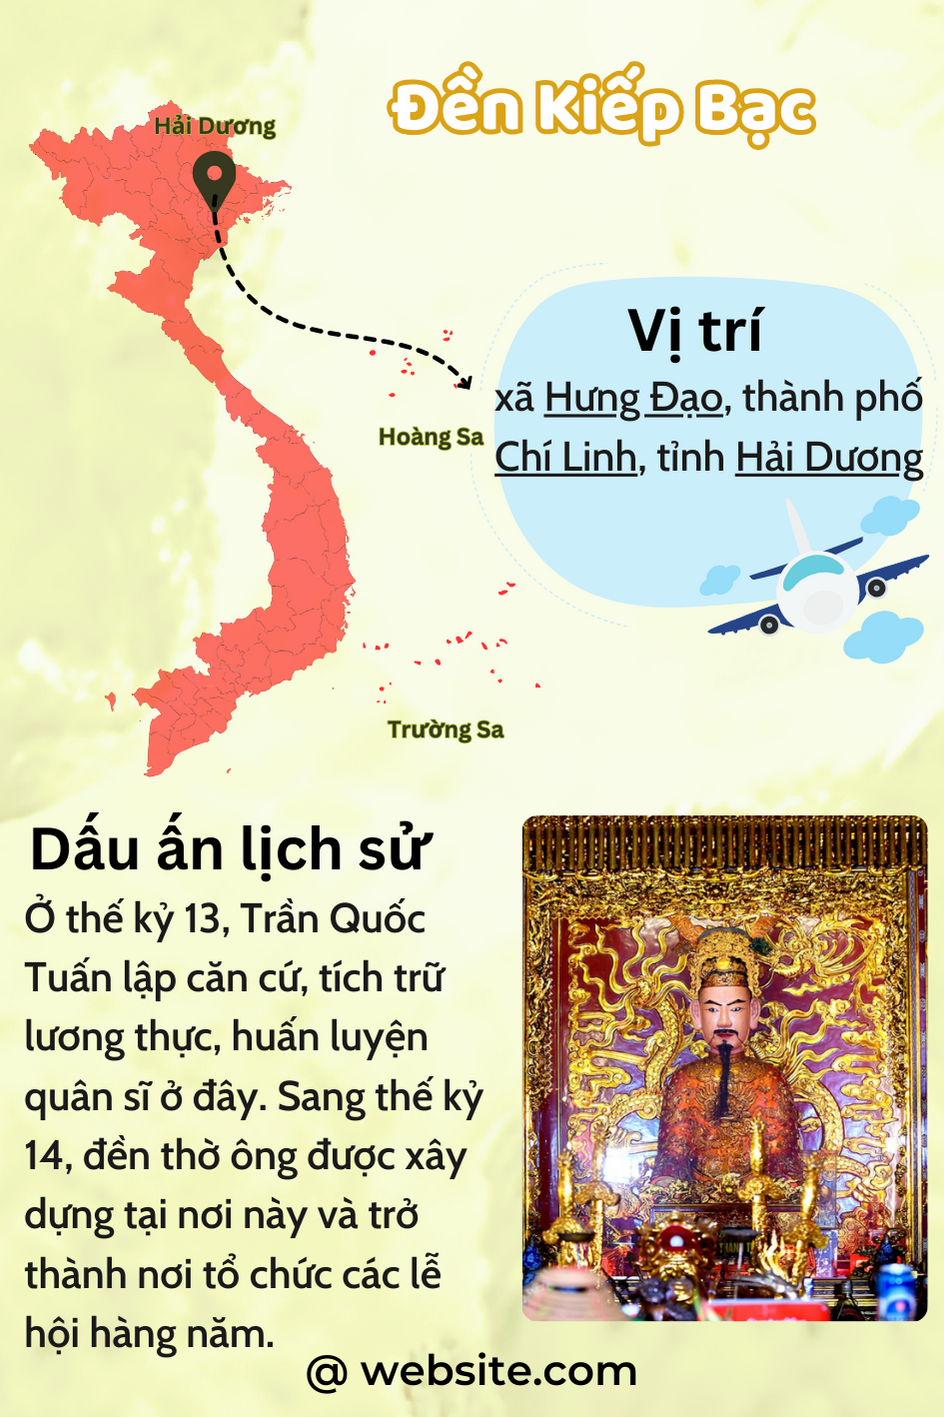 Đền Kiếp Bạc
Hải Dương
Vị trí
xã Hưng Đạo, thành phố
Chí Linh, tỉnh Hải Dương
Hoàng Sa
Trường Sa
Dấu ấn lịch sử
Ở thế kỷ 13, Trần Quốc
Tuấn lập căn cứ, tích trữ
lương thực, huấn luyện
quân sĩ ở đây. Sang thế kỷ
14, đền thờ ông được xây
dựng tại nơi này và trở
thành nơi tổ chức các lễ
hội hàng năm.
@ website.com